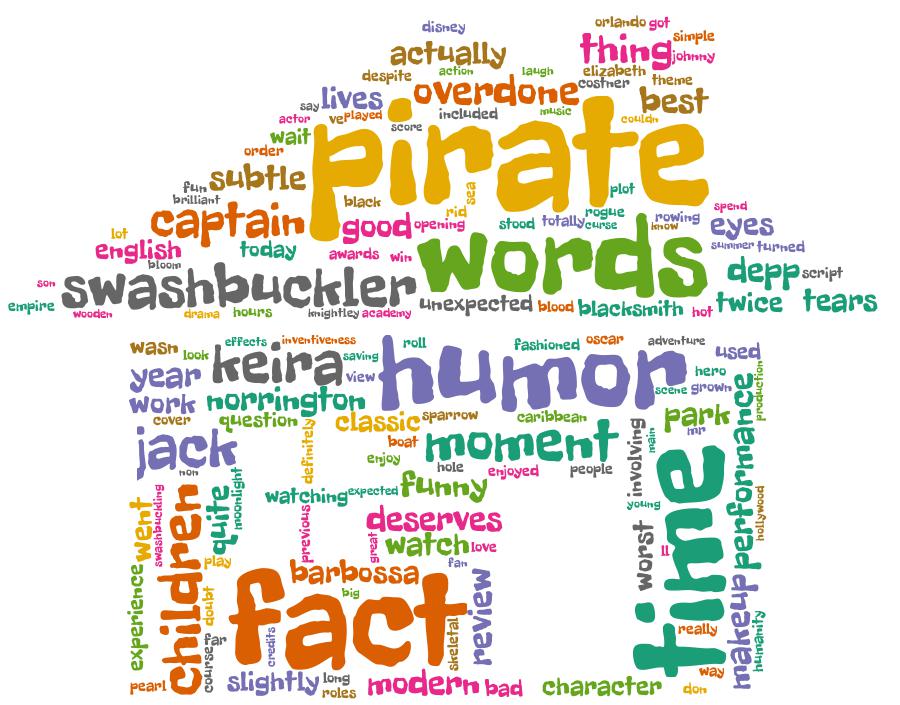 disney
orlando got
simple
actually
thing
johnny
despite
action
laugh
elizabeth
costner
theme
say
lives
overdone
best
actor
ve
played
score
included
music
couldn
wait
order
pirate
fun
subtle
brilliant
black
sea
plot
captain
good
opening
rid
stood
totally
rogue
curse
rowing
know
spend
eyes
lot
english
today
awards
win
words
summer
turned
bloom
son
swashbuckler
depp
script
empire
wooden
drama
hours
knightley
academy
unexpected
blood
blacksmith
hot
twice
tears
wasn
look
effects
inventiveness
saving
roll
humor
fashioned
oscar
adventure
used
year
keira
view
hero
scene
grown
production
work
norrington
cover
question
classic
sparrow
caribbean
park
mr
jack
non
definitely
boat
moment
enjoy
hole
enjoyed
people
involving
main
time
performance
watching
expected
funny
young
went
swashbuckling
children
quite
moonlight
previous
deserves
great
watch
love
worst
ll
hollywood
play
doubt
barbossa
fan
big
fact
experience
far
course
credits
skeletal
review
really
makeup
humanity
way
pearl
slightly
long
roles
modern
bad
character
don